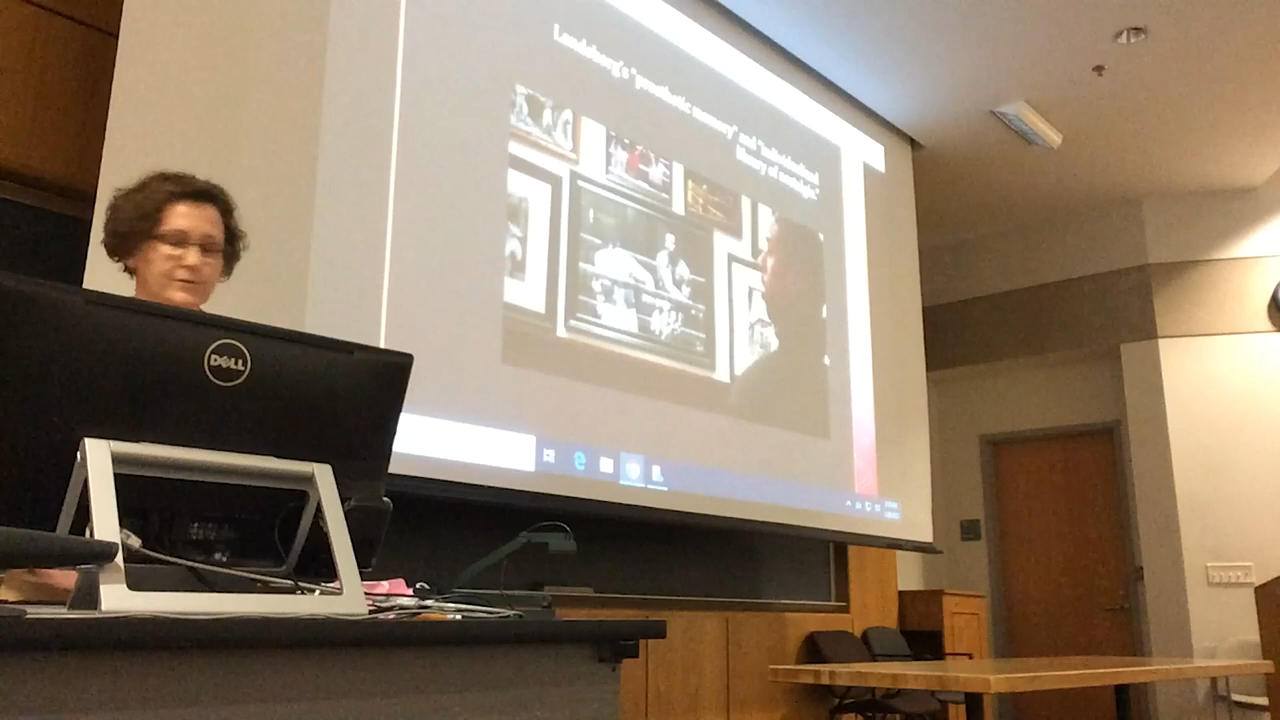 Landsberg's "prosthetic memory" and "individualized
library of nostalgia"
DELL